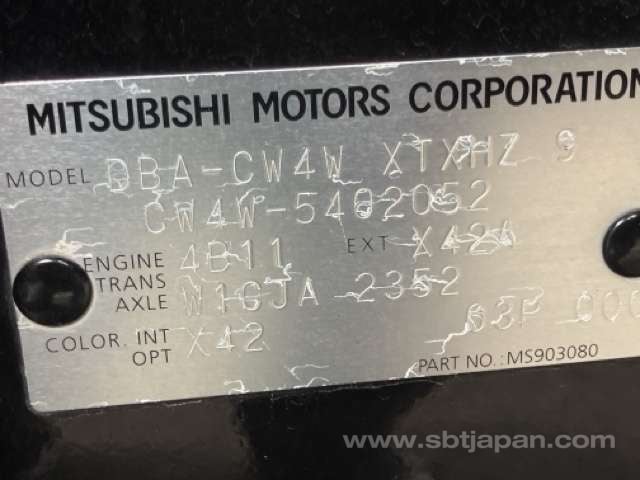 MITSUBISHI MOTORS CORPORATION
MODEL DBA-CW4W XTXHZ 9
CW4W-5402052
ENGINE 4B11 EXT X42A
TRANS AXLE W1CJA 2352
COLOR. INT OPT X42 63P
PART NO.: MS903080
www.sbtjapan.com